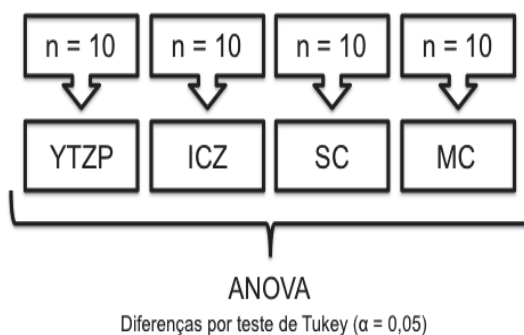 n = 10 n = 10 n = 10 n = 10
YTZP ICZ SC MC
ANOVA
Diferenças por teste de Tukey (α = 0,05)